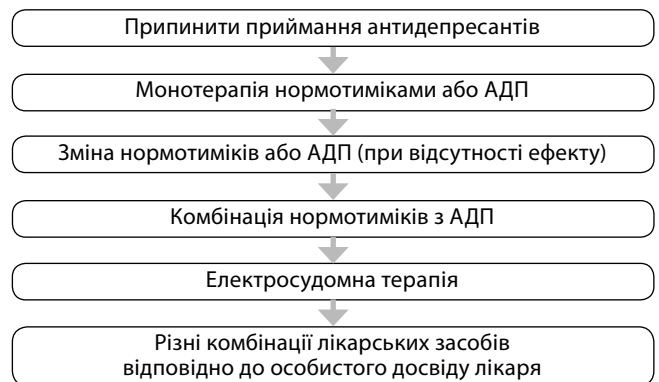 Припинити приймання антидепресантів
Монотерапія нормотиміками або АДП
Зміна нормотиміків або АДП (при відсутності ефекту)
Комбінація нормотиміків з АДП
Електросудомна терапія
Різні комбінації лікарських засобів
відповідно до особистого досвіду лікаря